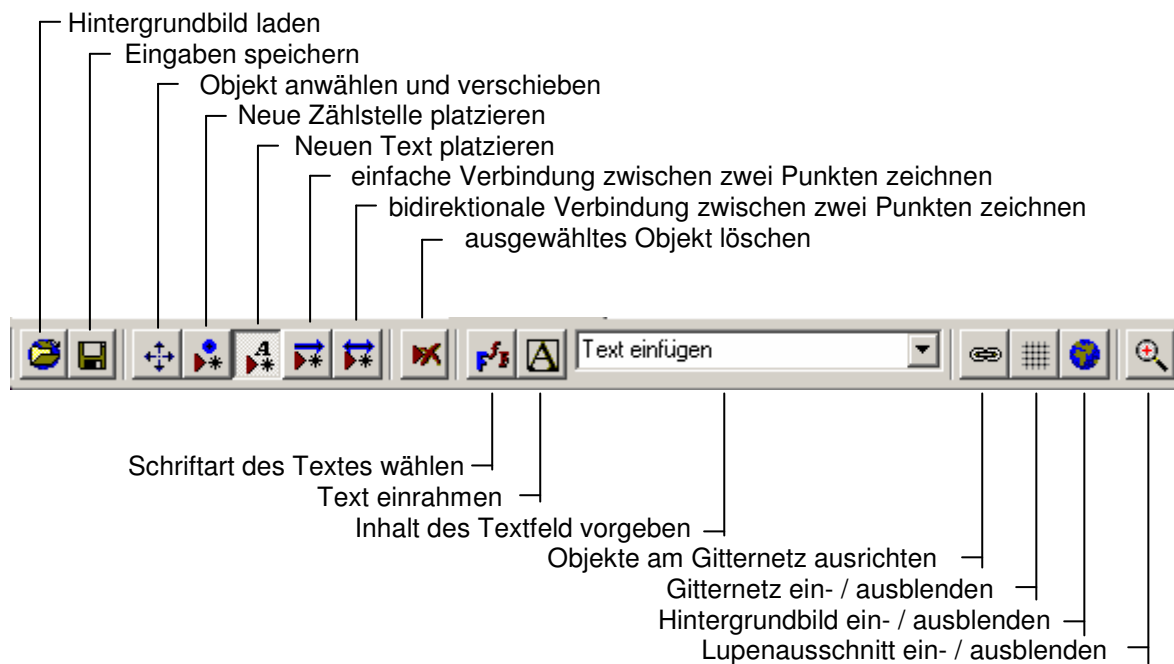 Hintergrundbild laden
Eingaben speichern
Objekt anwählen und verschieben
Neue Zählstelle platzieren
Neuen Text platzieren
einfache Verbindung zwischen zwei Punkten zeichnen
bidirektionale Verbindung zwischen zwei Punkten zeichnen
ausgewähltes Objekt löschen
Text einfügen
Schriftart des Textes wählen
Text einrahmen
Inhalt des Textfeld vorgeben
Objekte am Gitternetz ausrichten
Gitternetz ein- / ausblenden
Hintergrundbild ein- / ausblenden
Lupenausschnitt ein- / ausblenden